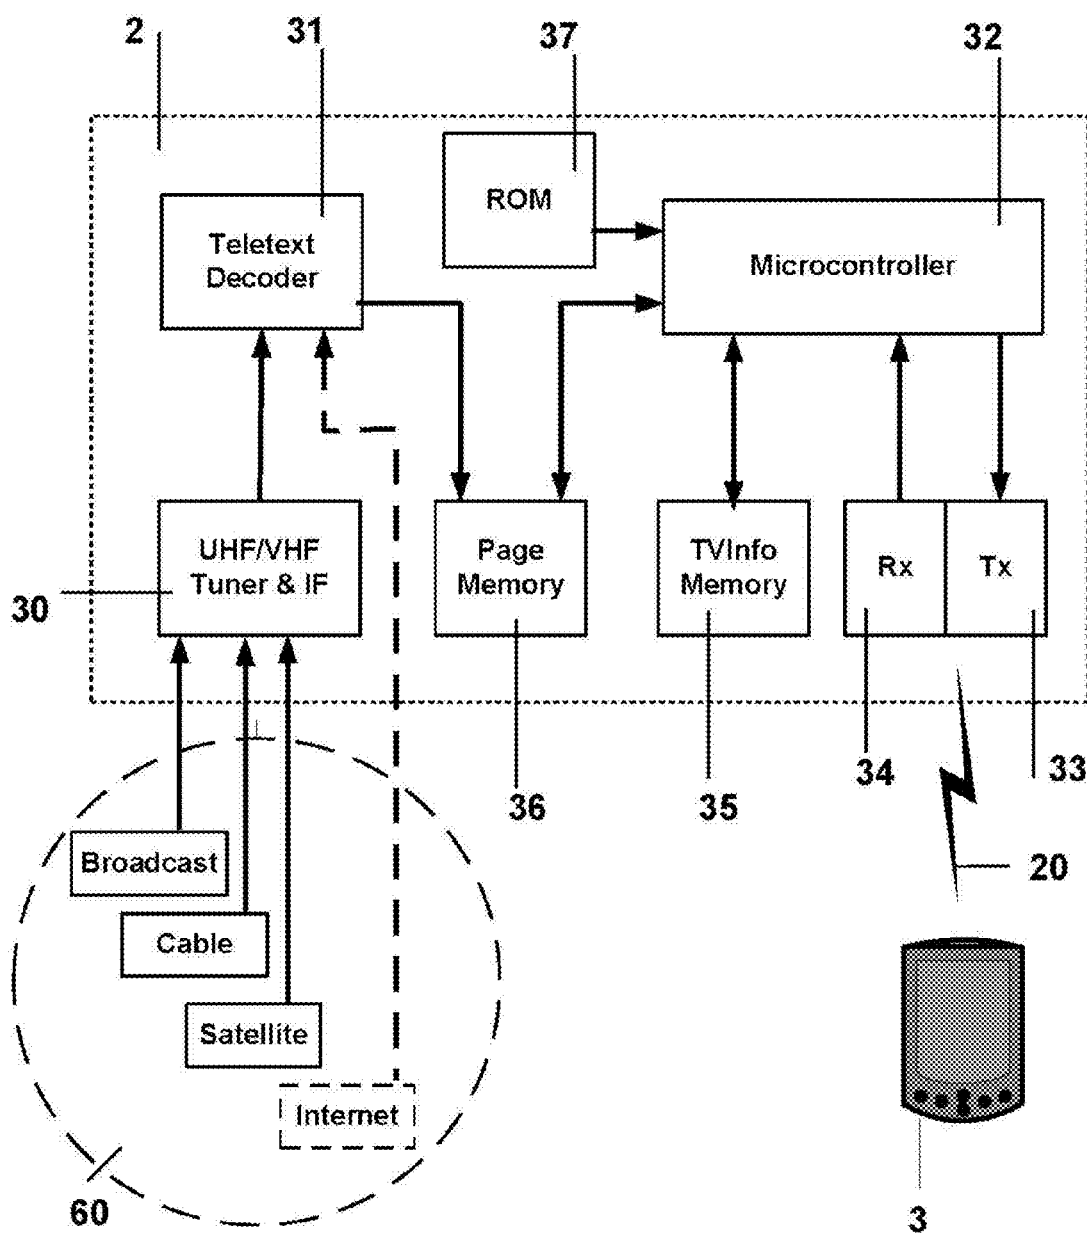 2
31
37
32
ROM
Teletext
Decoder
Microcontroller
UHF/VHF
Tuner & IF
Page
Memory
TVInfo
Memory
Rx
Tx
30
36
35
34
33
Broadcast
20
Cable
Satellite
Internet
60
3